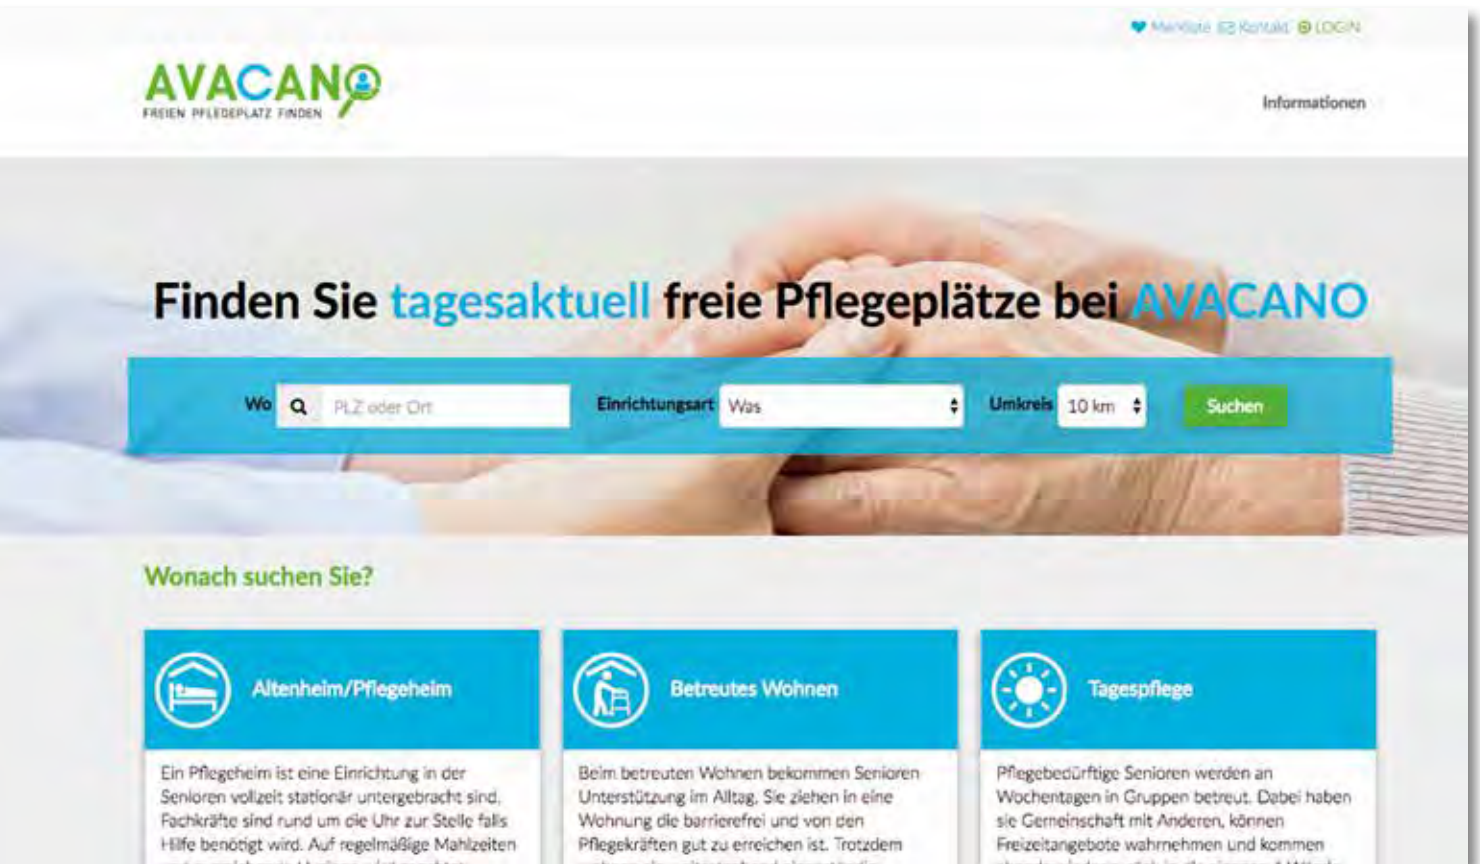 Merkliste Kontakt LOGIN
AVACANO
FREIEN PFLEGEPLATZ FINDEN
Informationen
Finden Sie tagesaktuell freie Pflegeplätze bei AVACANO
Wo PLZ oder Ort Einrichtungsart Was Umkreis 10 km Suchen
Wonach suchen Sie?
Altenheim/Pflegeheim
Ein Pflegeheim ist eine Einrichtung in der
Senioren vollzeit stationär untergebracht sind.
Fachkräfte sind rund um die Uhr zur Stelle falls
Hilfe benötigt wird. Auf regelmäßige Mahlzeiten
Betreutes Wohnen
Beim betreuten Wohnen bekommen Senioren
Unterstützung im Alltag. Sie ziehen in eine
Wohnung die barrierefrei und von den
Pflegekräften gut zu erreichen ist. Trotzdem
Tagespflege
Pflegebedürftige Senioren werden an
Wochentagen in Gruppen betreut. Dabei haben
sie Gemeinschaft mit Anderen, können
Freizeitangebote wahrnehmen und kommen